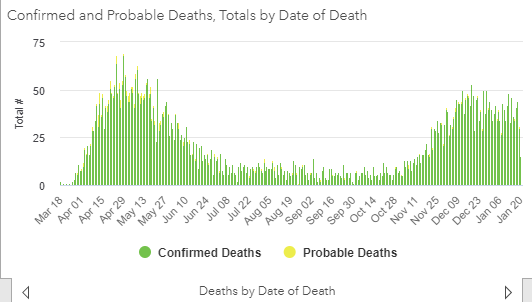 Confirmed and Probable Deaths, Totals by Date of Death
75
50
25
0
Total #
Mar 18
Apr 01
Apr 15
Apr 29
May 13
May 27
Jun 10
Jun 24
Jul 08
Jul 22
Aug 05
Aug 19
Sep 02
Sep 16
Sep 30
Oct 14
Oct 28
Nov 11
Nov 25
Dec 09
Dec 23
Jan 06
Jan 20
Confirmed Deaths
Probable Deaths
Deaths by Date of Death